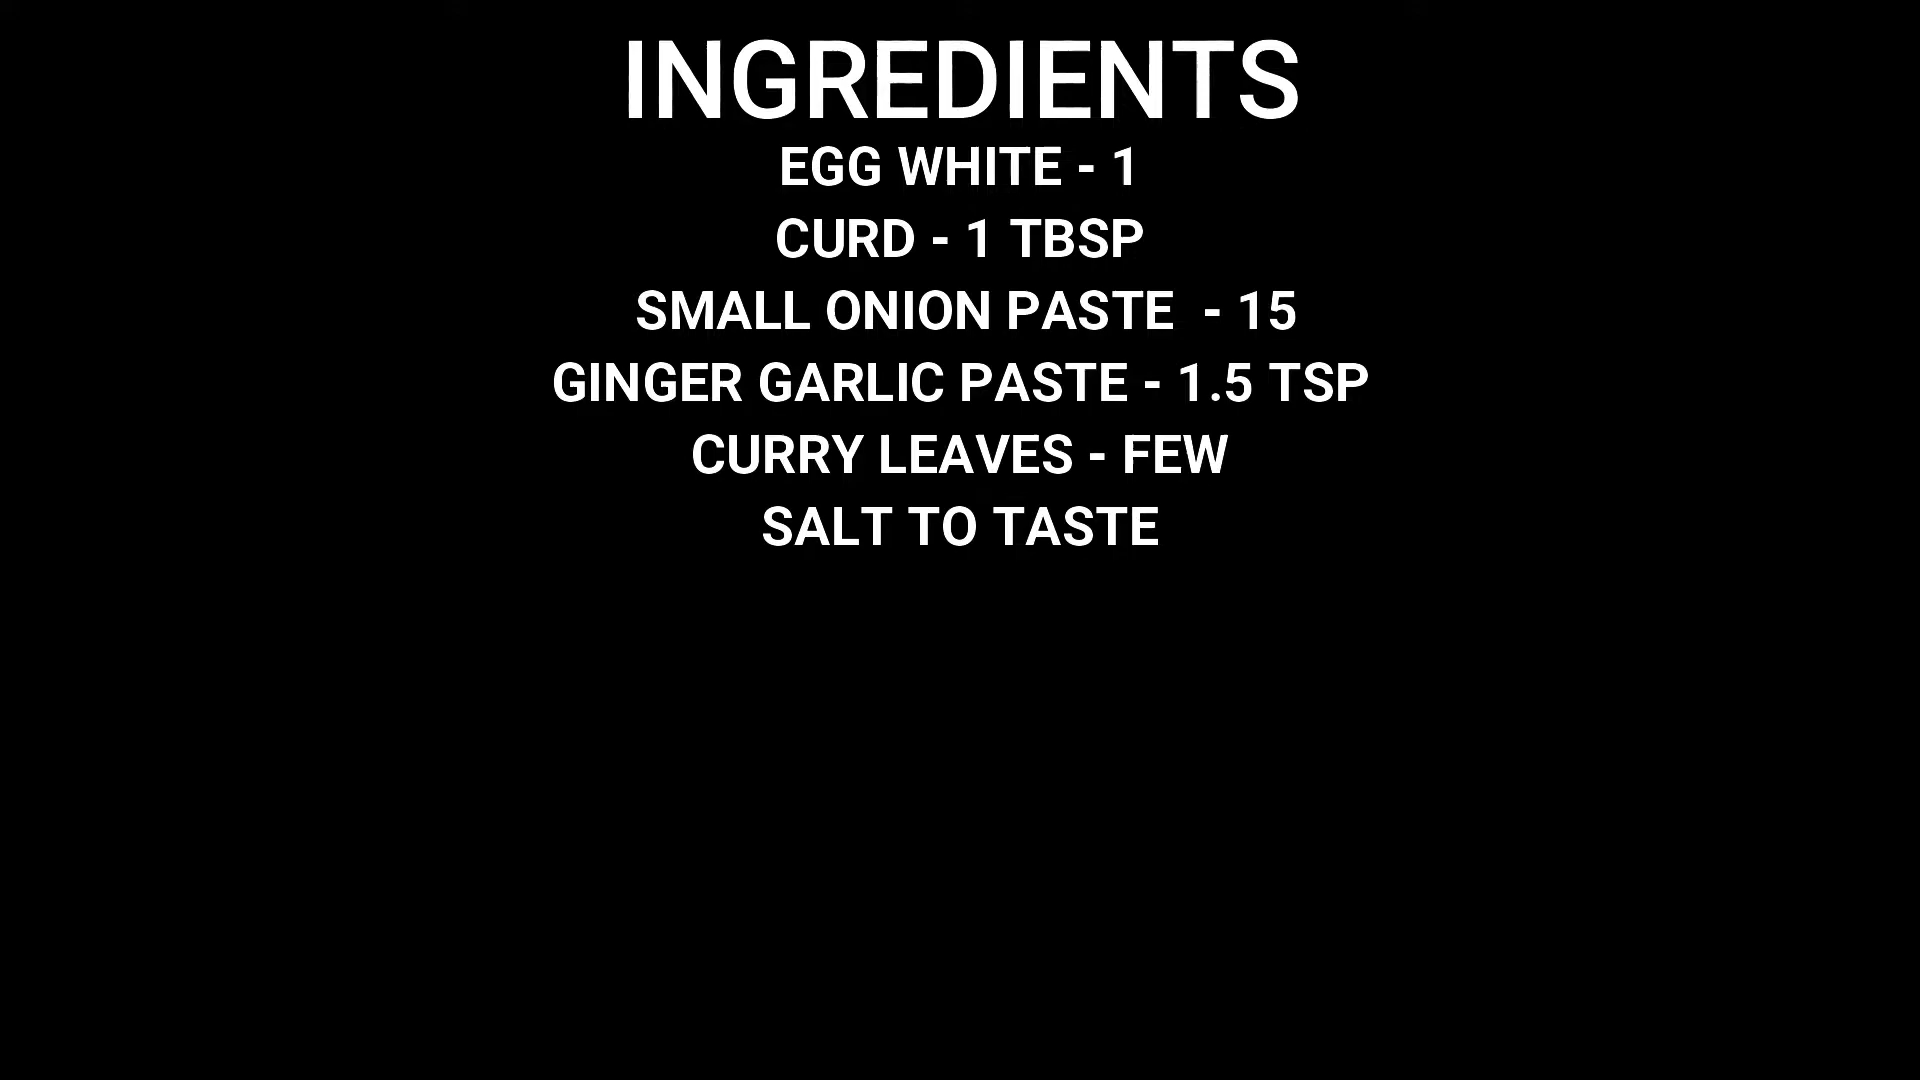 INGREDIENTS
EGG WHITE - 1
CURD - 1 TBSP
SMALL ONION PASTE  - 15
GINGER GARLIC PASTE - 1.5 TSP
CURRY LEAVES - FEW
SALT TO TASTE